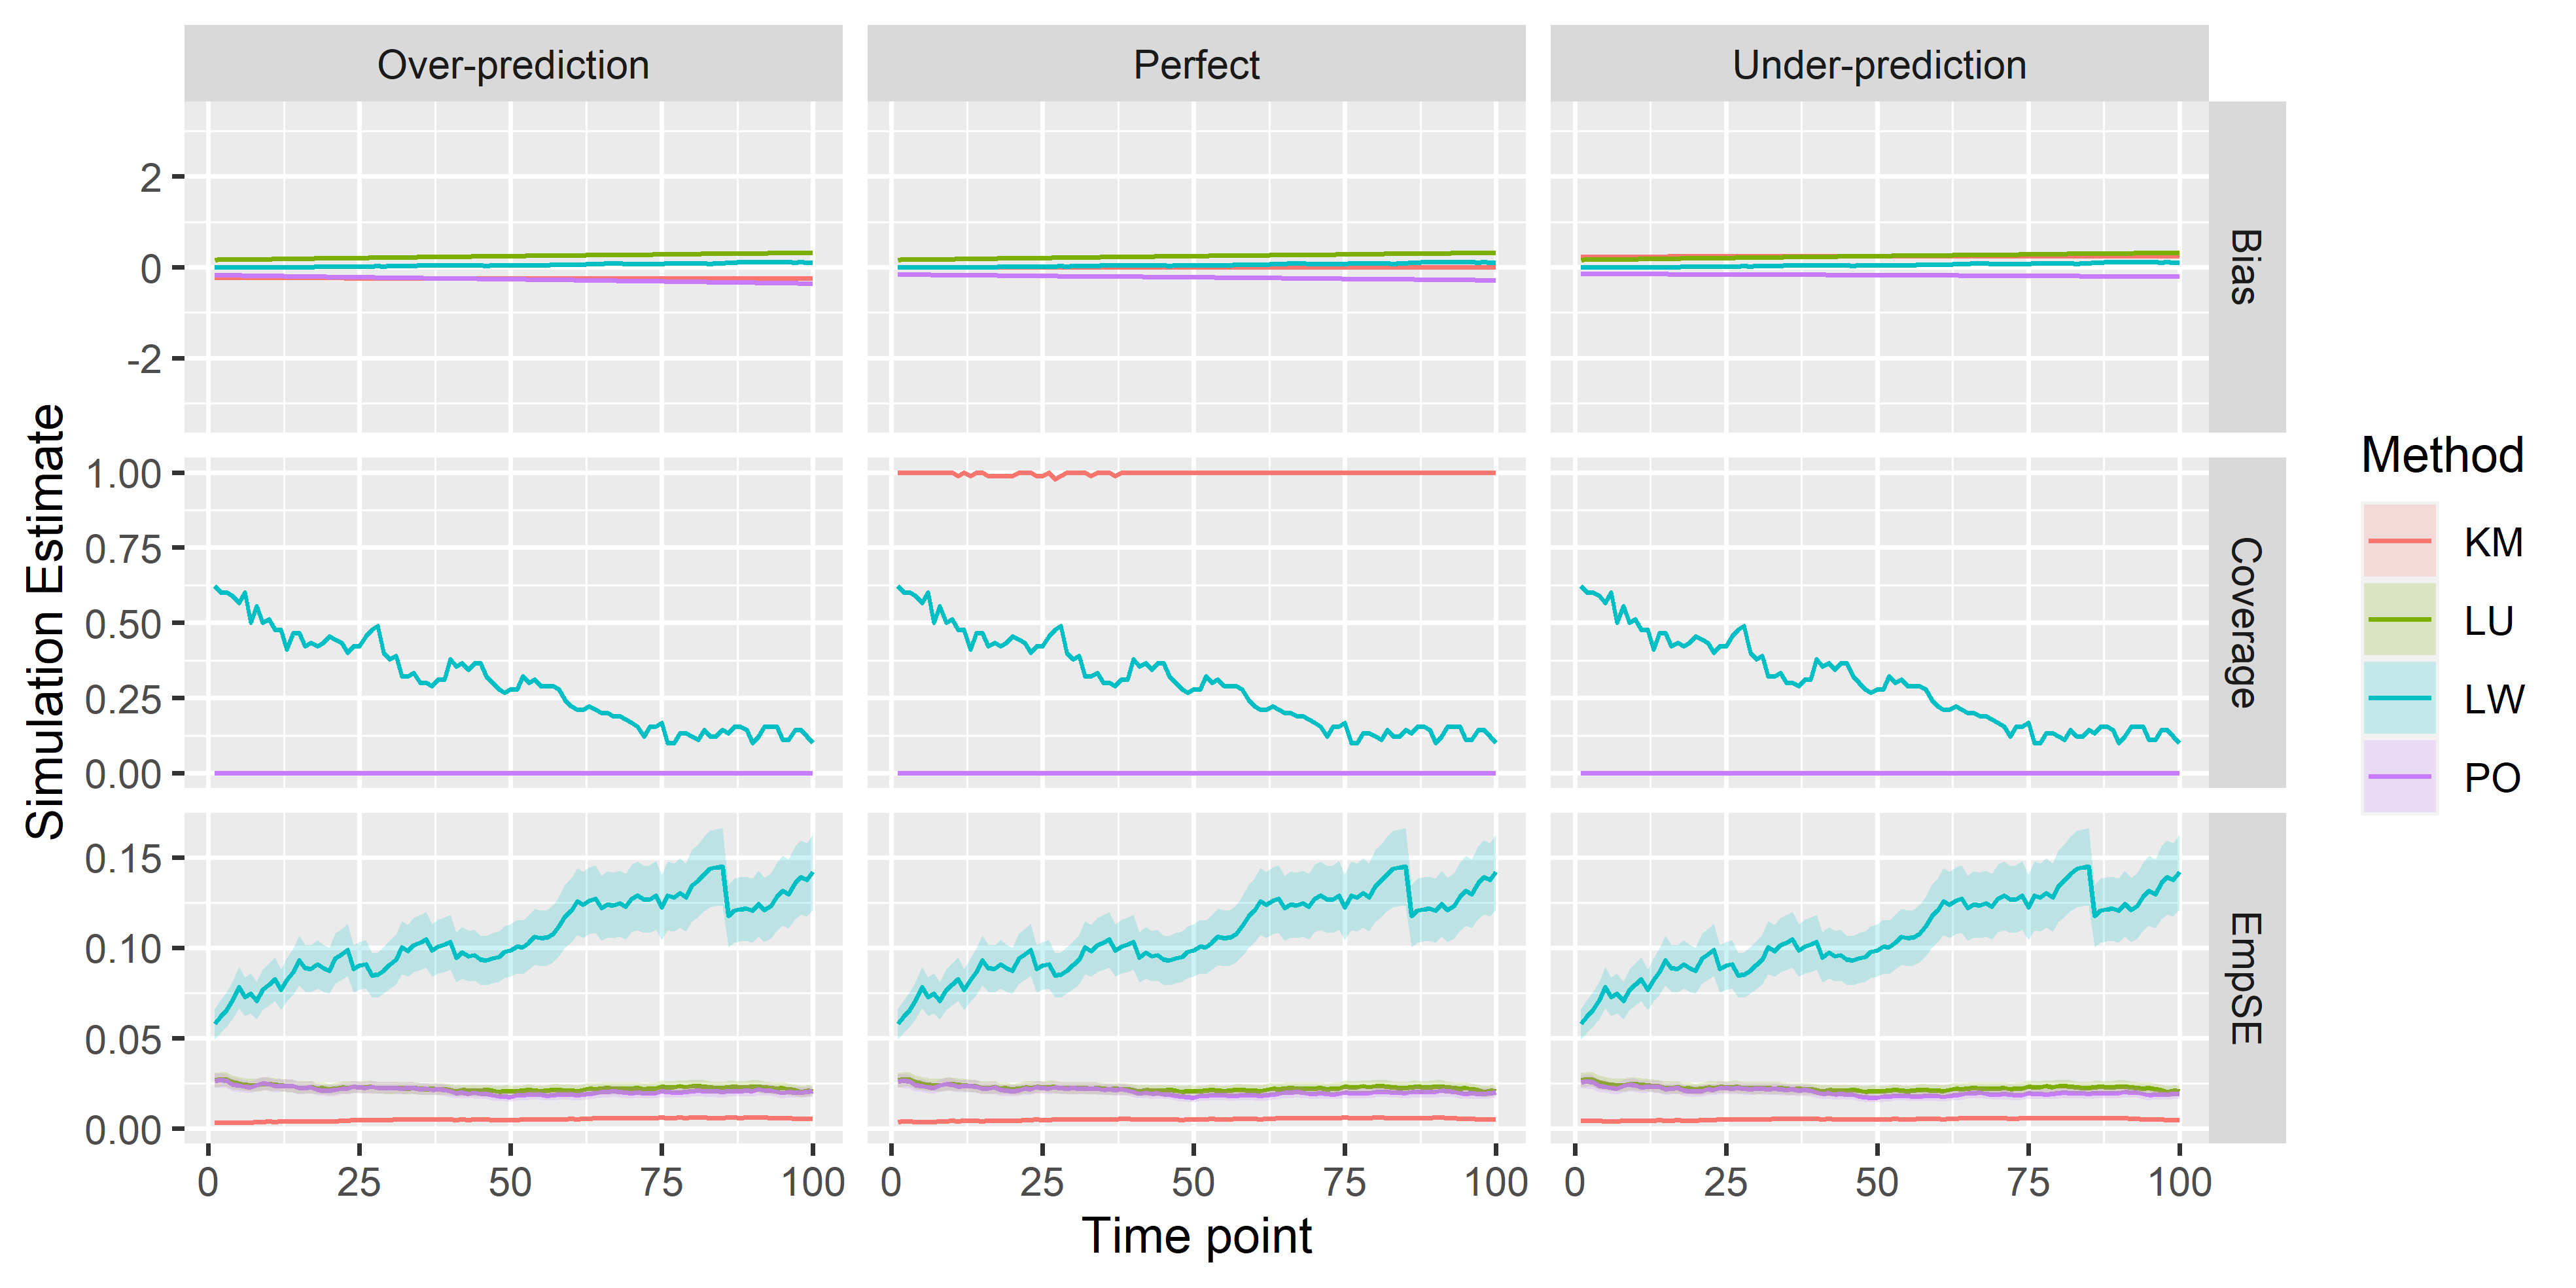 Over-prediction
Perfect
Under-prediction
2
0
-2
Bias
1.00
0.75
0.50
0.25
0.00
Coverage
0.15
0.10
0.05
0.00
EmpSE
0 25 50 75 100
0 25 50 75 100
0 25 50 75 100
Time point
Simulation Estimate
Method
KM
LU
LW
PO